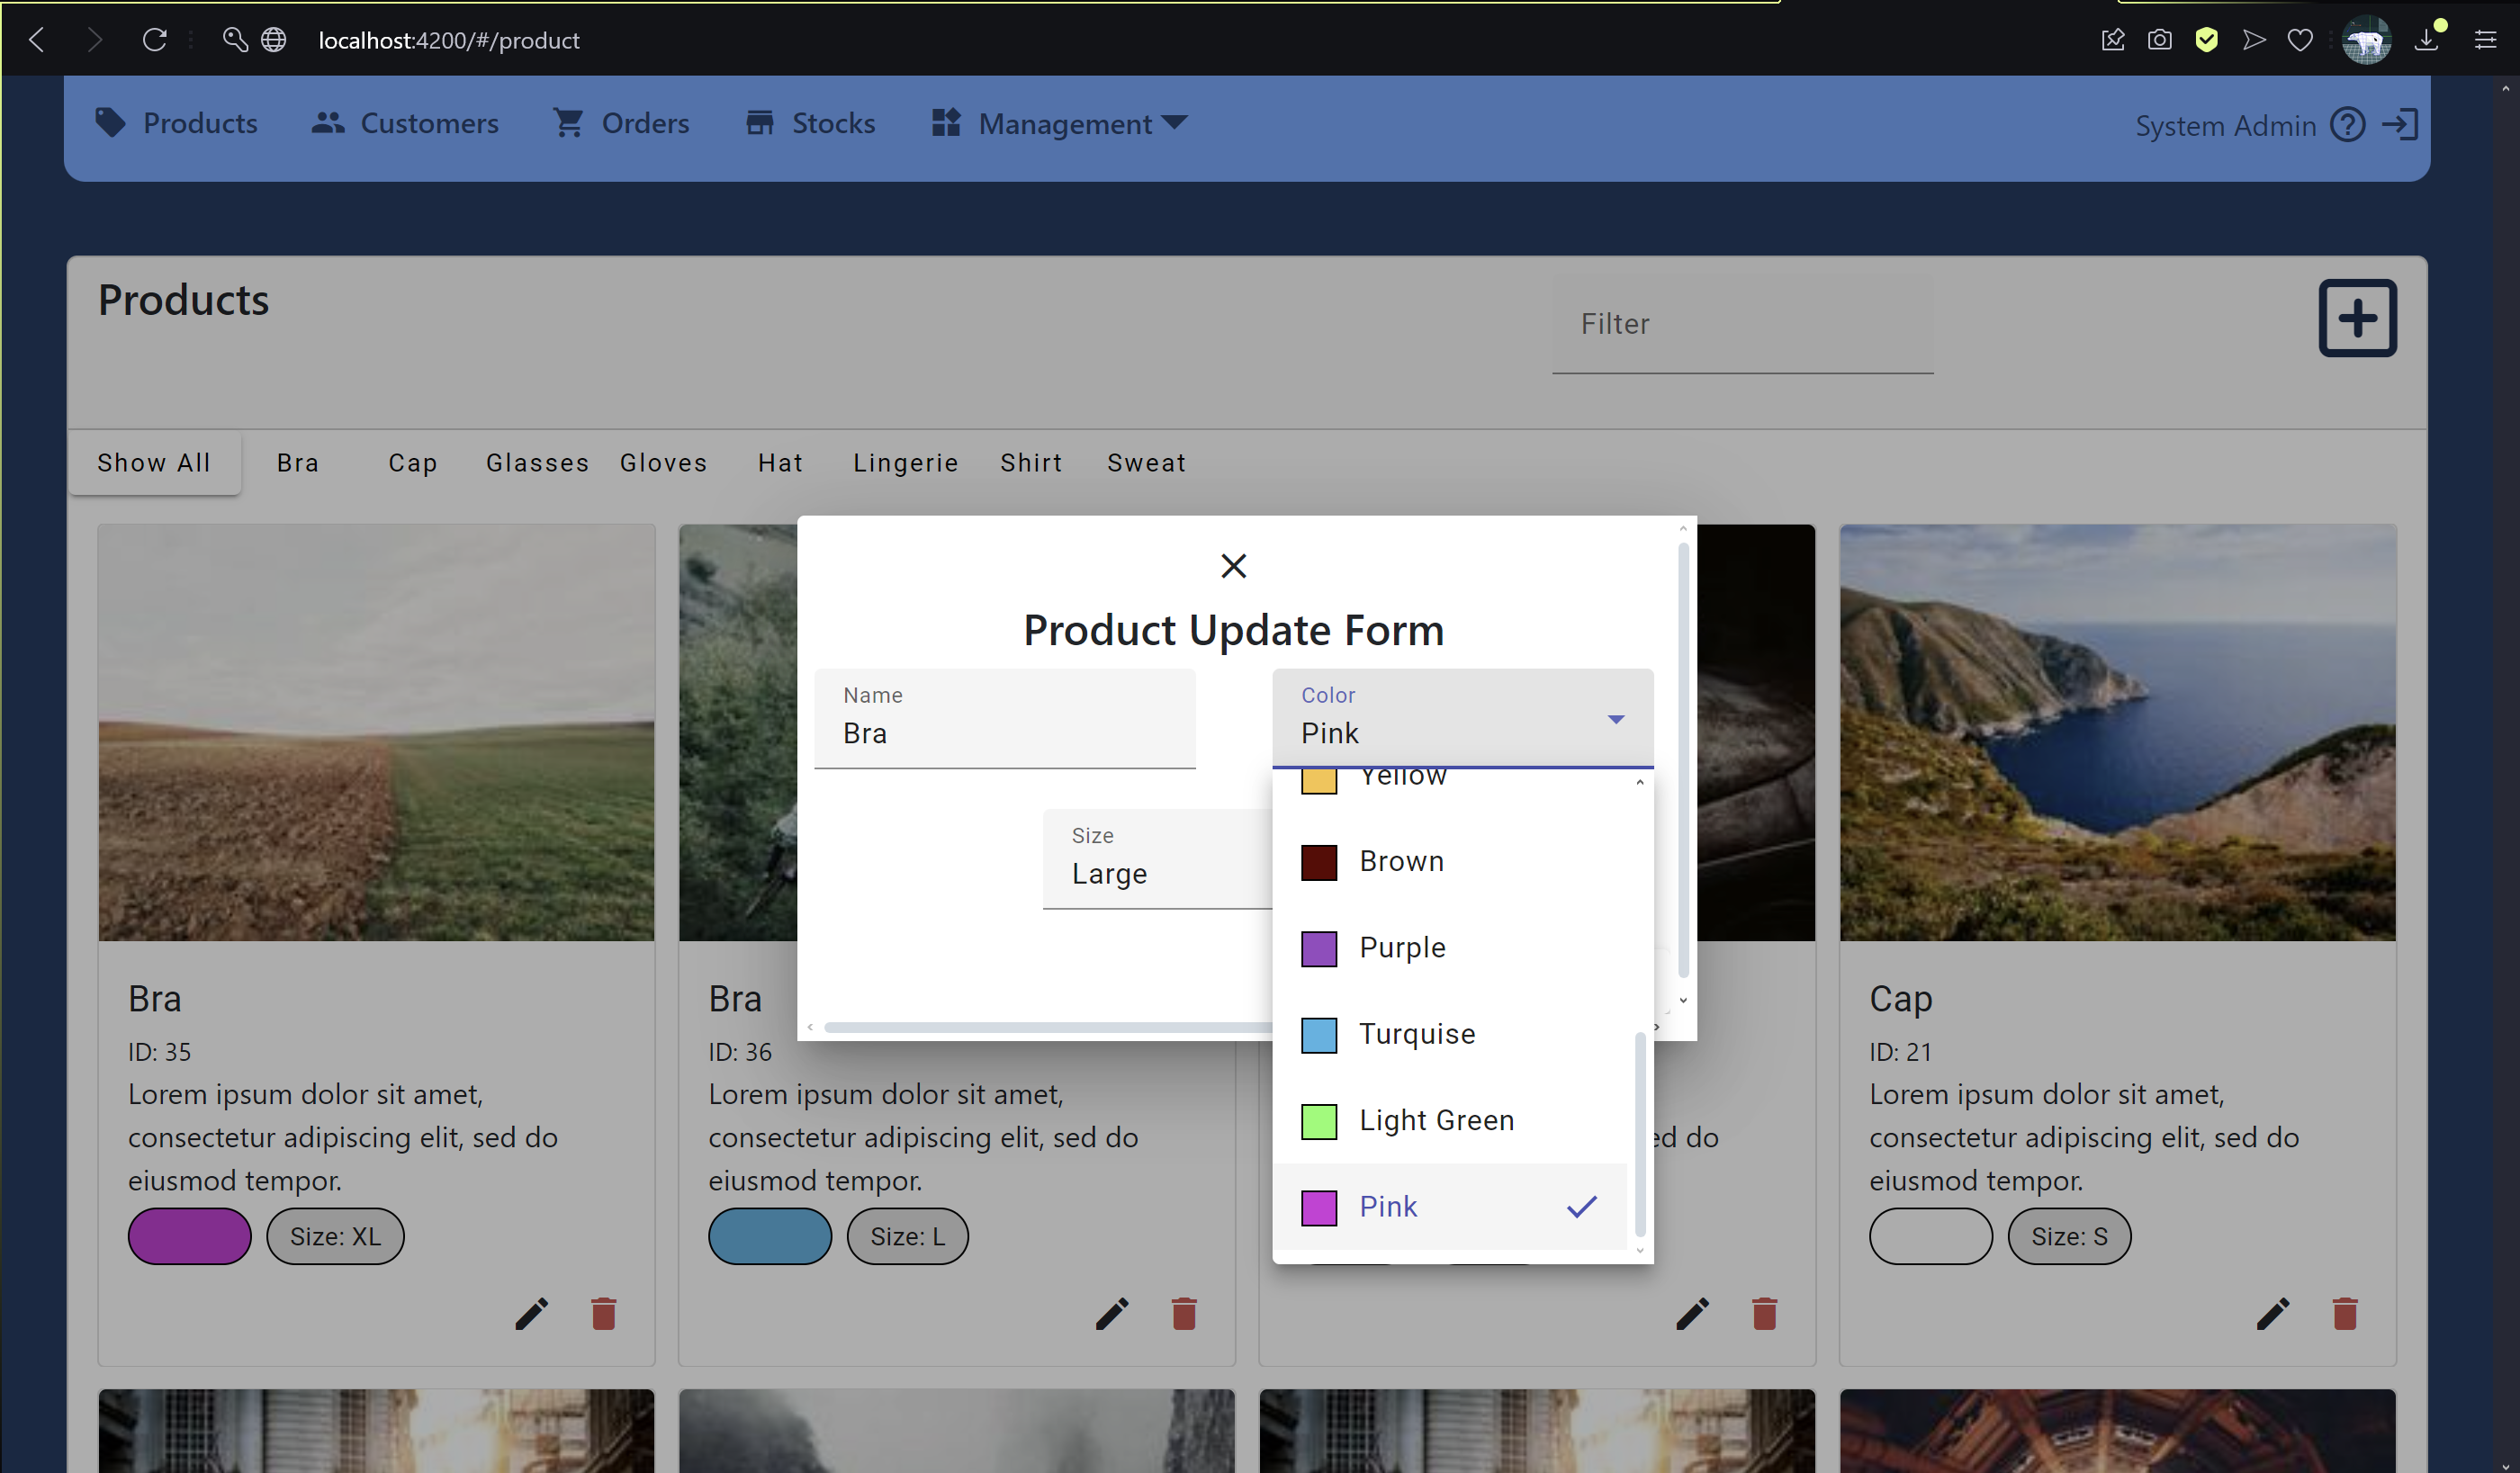 localhost:4200/#/product
Products
Customers
Orders
Stocks
Management
System Admin
Products
Filter
Show All
Bra
Cap
Glasses
Gloves
Hat
Lingerie
Shirt
Sweat
Product Update Form
Name
Bra
Color
Pink
Size
Large
Yellow
Brown
Purple
Turquise
Light Green
Pink
Bra
ID: 35
Lorem ipsum dolor sit amet,
consectetur adipiscing elit, sed do
eiusmod tempor.
Size: XL
Bra
ID: 36
Lorem ipsum dolor sit amet,
consectetur adipiscing elit, sed do
eiusmod tempor.
Size: L
do
Cap
ID: 21
Lorem ipsum dolor sit amet,
consectetur adipiscing elit, sed do
eiusmod tempor.
Size: S